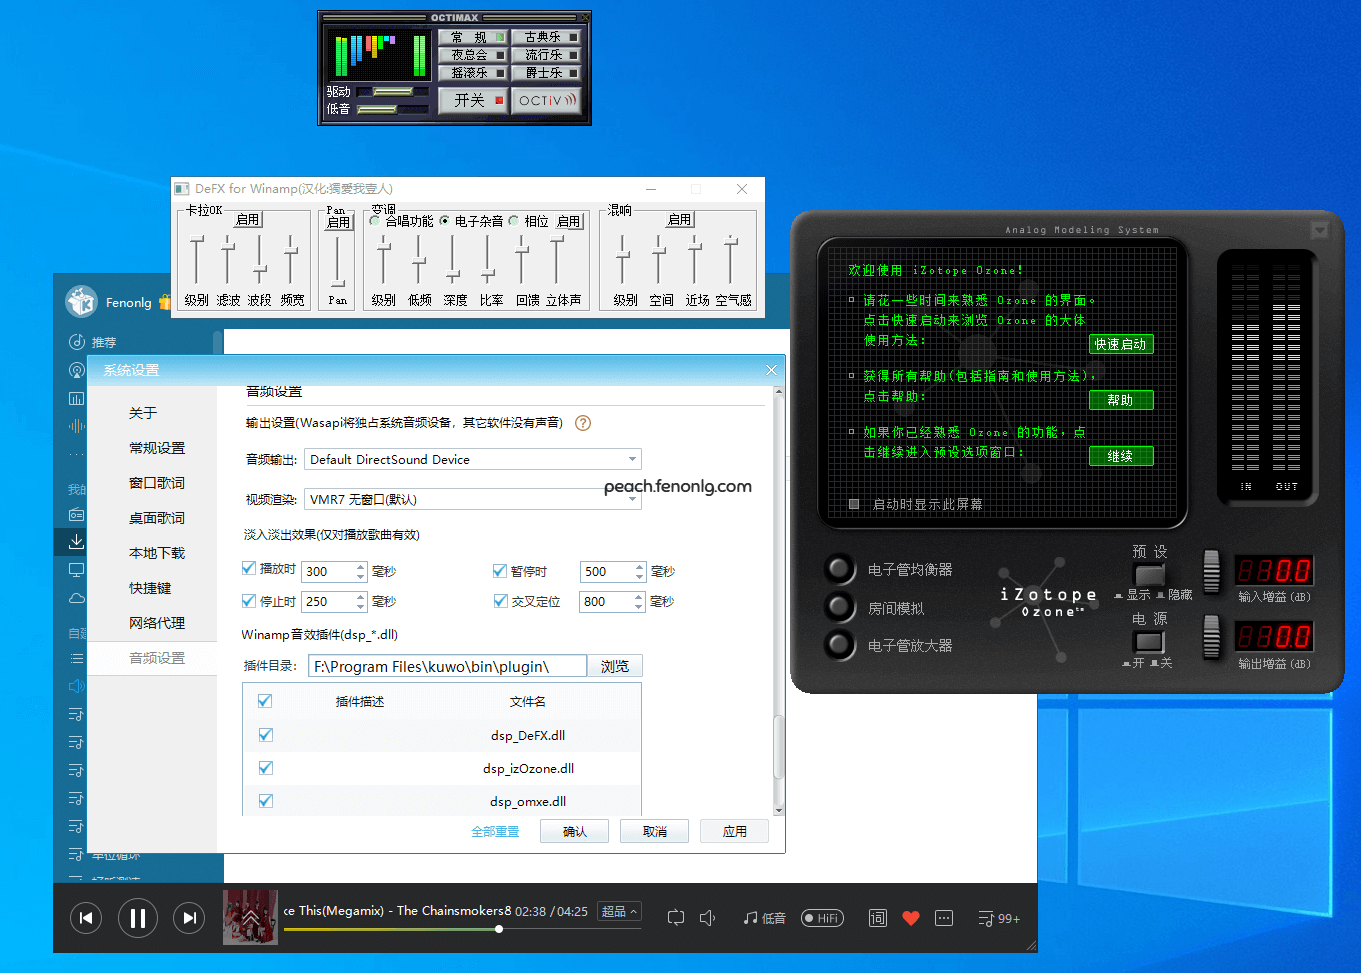 OCTIMAX
常 规
古典乐
夜总会
流行乐
摇滚乐
爵士乐
驱动
低音
开关
OCTiV
DeFX for Winamp(汉化:獨愛我壹人)
卡拉OK
启用
级别 滤波 波段 频宽
Pan
启用
Pan
变调
合唱功能 电子杂音 相位 启用
级别 低频 深度 比率 回馈 立体声
混响
启用
级别 空间 近场 空气感
Fenonlg
推荐
系统设置
关于
常规设置
窗口歌词
桌面歌词
本地下载
快捷键
网络代理
音频设置
音频设置
输出设置(Wasapi将独占系统音频设备，其它软件没有声音)
?
音频输出:
Default DirectSound Device
视频渲染:
VMR7 无窗口(默认)
peach.fenonlg.com
淡入淡出效果(仅对播放歌曲有效)
播放时 300 毫秒
暂停时 500 毫秒
停止时 250 毫秒
交叉定位 800 毫秒
Winamp音效插件(dsp_*.dll)
插件目录:
F:\Program Files\kuwo\bin\plugin\
浏览
插件描述
文件名
dsp_DeFX.dll
dsp_izOzone.dll
dsp_omxe.dll
全部重置
确认
取消
应用
我的
自建
单位循环
ke This(Megamix) - The Chainsmokers8
02:38 / 04:25
超品
低音
HiFi
词
99+
Analog Modeling System
欢迎使用 iZotope Ozone!
请花一些时间来熟悉 Ozone 的界面。
点击快速启动来浏览 Ozone 的大体
使用方法:
快速启动
获得所有帮助(包括指南和使用方法)，
点击帮助:
帮助
如果你已经熟悉 Ozone 的功能，点
击继续进入预设选项窗口:
继续
启动时显示此屏幕
IN OUT
电子管均衡器
房间模拟
电子管放大器
iZotope
Ozone™
预 设
显示 隐藏
电 源
开 关
0.0
输入增益 (dB)
0.0
输出增益 (dB)